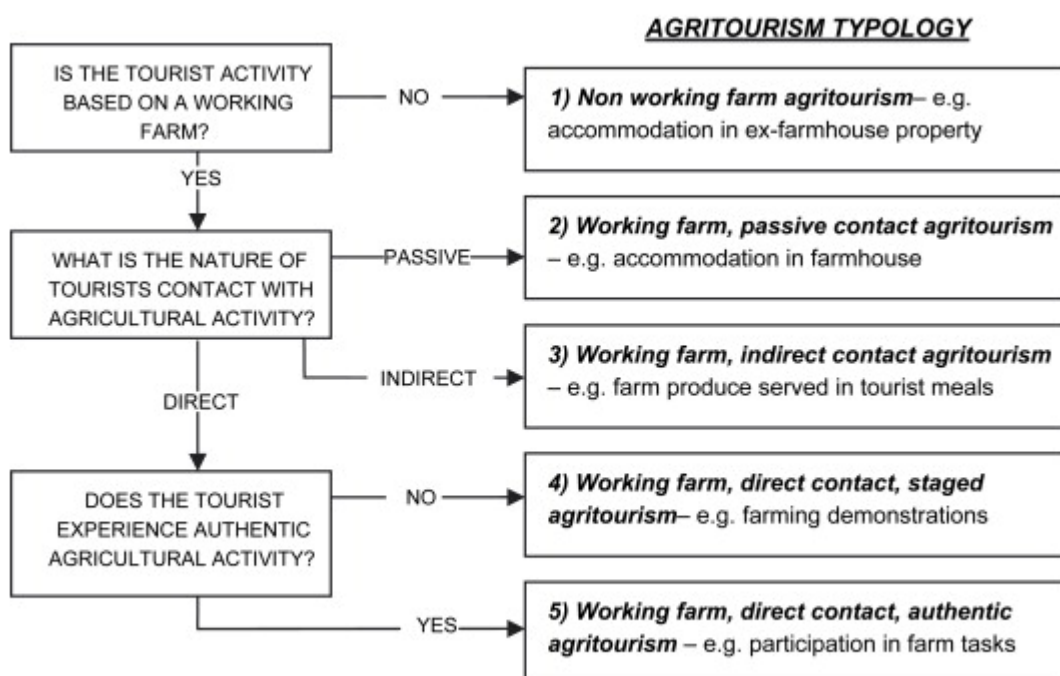 AGRITOURISM TYPOLOGY
IS THE TOURIST ACTIVITY
BASED ON A WORKING
FARM?
NO
1) Non working farm agritourism– e.g.
accommodation in ex-farmhouse property
YES
WHAT IS THE NATURE OF
TOURISTS CONTACT WITH
AGRICULTURAL ACTIVITY?
PASSIVE
2) Working farm, passive contact agritourism
– e.g. accommodation in farmhouse
INDIRECT
3) Working farm, indirect contact agritourism
– e.g. farm produce served in tourist meals
DIRECT
DOES THE TOURIST
EXPERIENCE AUTHENTIC
AGRICULTURAL ACTIVITY?
NO
4) Working farm, direct contact, staged
agritourism– e.g. farming demonstrations
YES
5) Working farm, direct contact, authentic
agritourism – e.g. participation in farm tasks